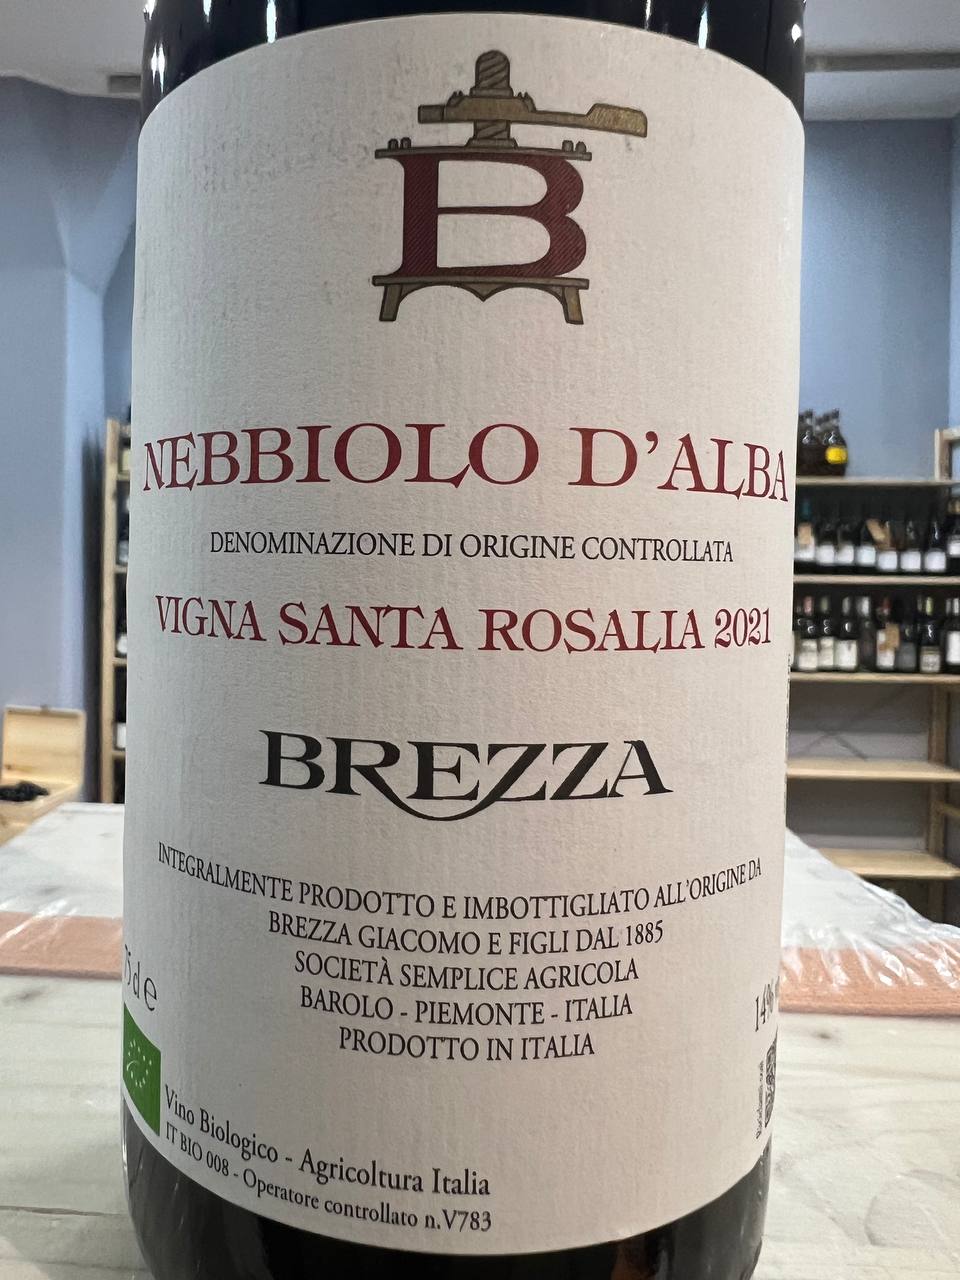 B
NEBBIOLO D'ALBA
DENOMINAZIONE DI ORIGINE CONTROLLATA
VIGNA SANTA ROSALIA 2021
BREZZA
INTEGRALMENTE PRODOTTO E IMBOTTIGLIATO ALL'ORIGINE DA
BREZZA GIACOMO E FIGLI DAL 1885
SOCIETÀ SEMPLICE AGRICOLA
BAROLO - PIEMONTE - ITALIA
PRODOTTO IN ITALIA
75cl e
14%
Vino Biologico - Agricoltura Italia
IT BIO 008 - Operatore controllato n.V783